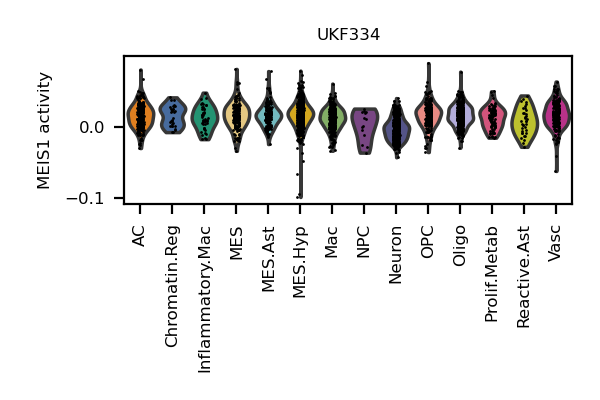 UKF334
MEIS1 activity
0.0
−0.1
AC
Chromatin.Reg
Inflammatory.Mac
MES
MES.Ast
MES.Hyp
Mac
NPC
Neuron
OPC
Oligo
Prolif.Metab
Reactive.Ast
Vasc